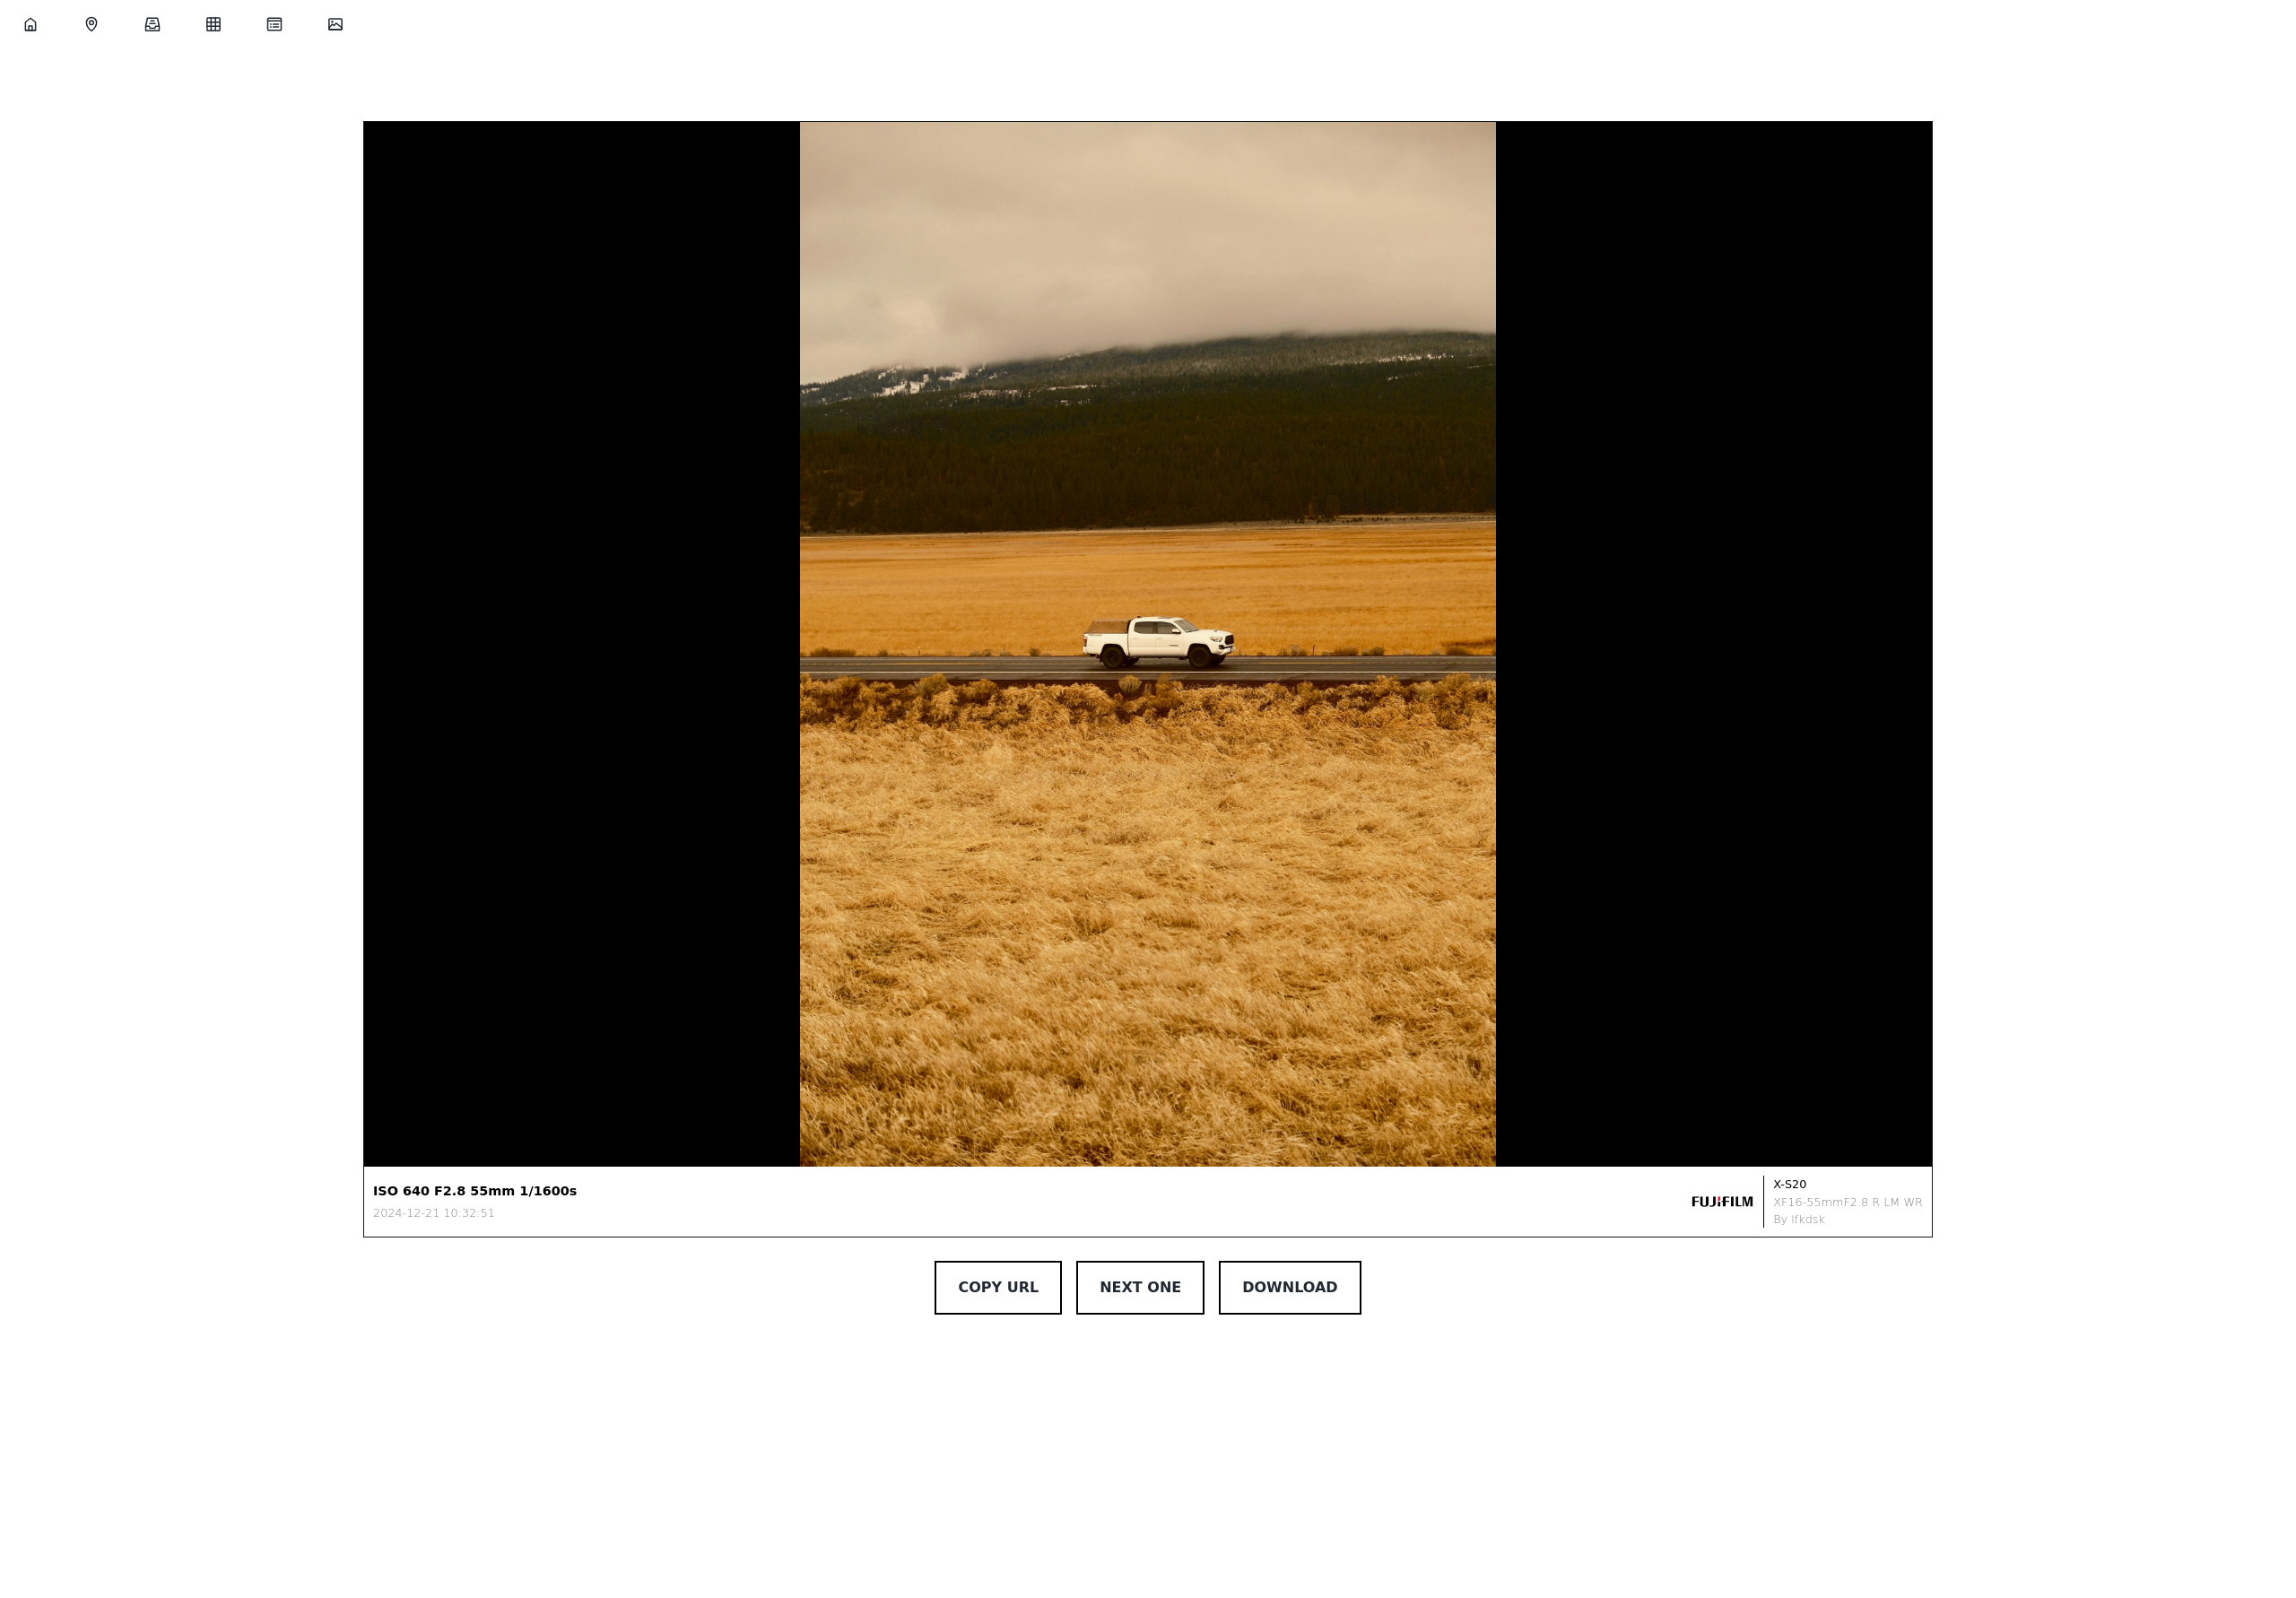 ISO 640 F2.8 55mm 1/1600s
2024-12-21 10:32:51
FUJIFILM
X-S20
XF16-55mmF2.8 R LM WR
By lfkdsk
COPY URL
NEXT ONE
DOWNLOAD